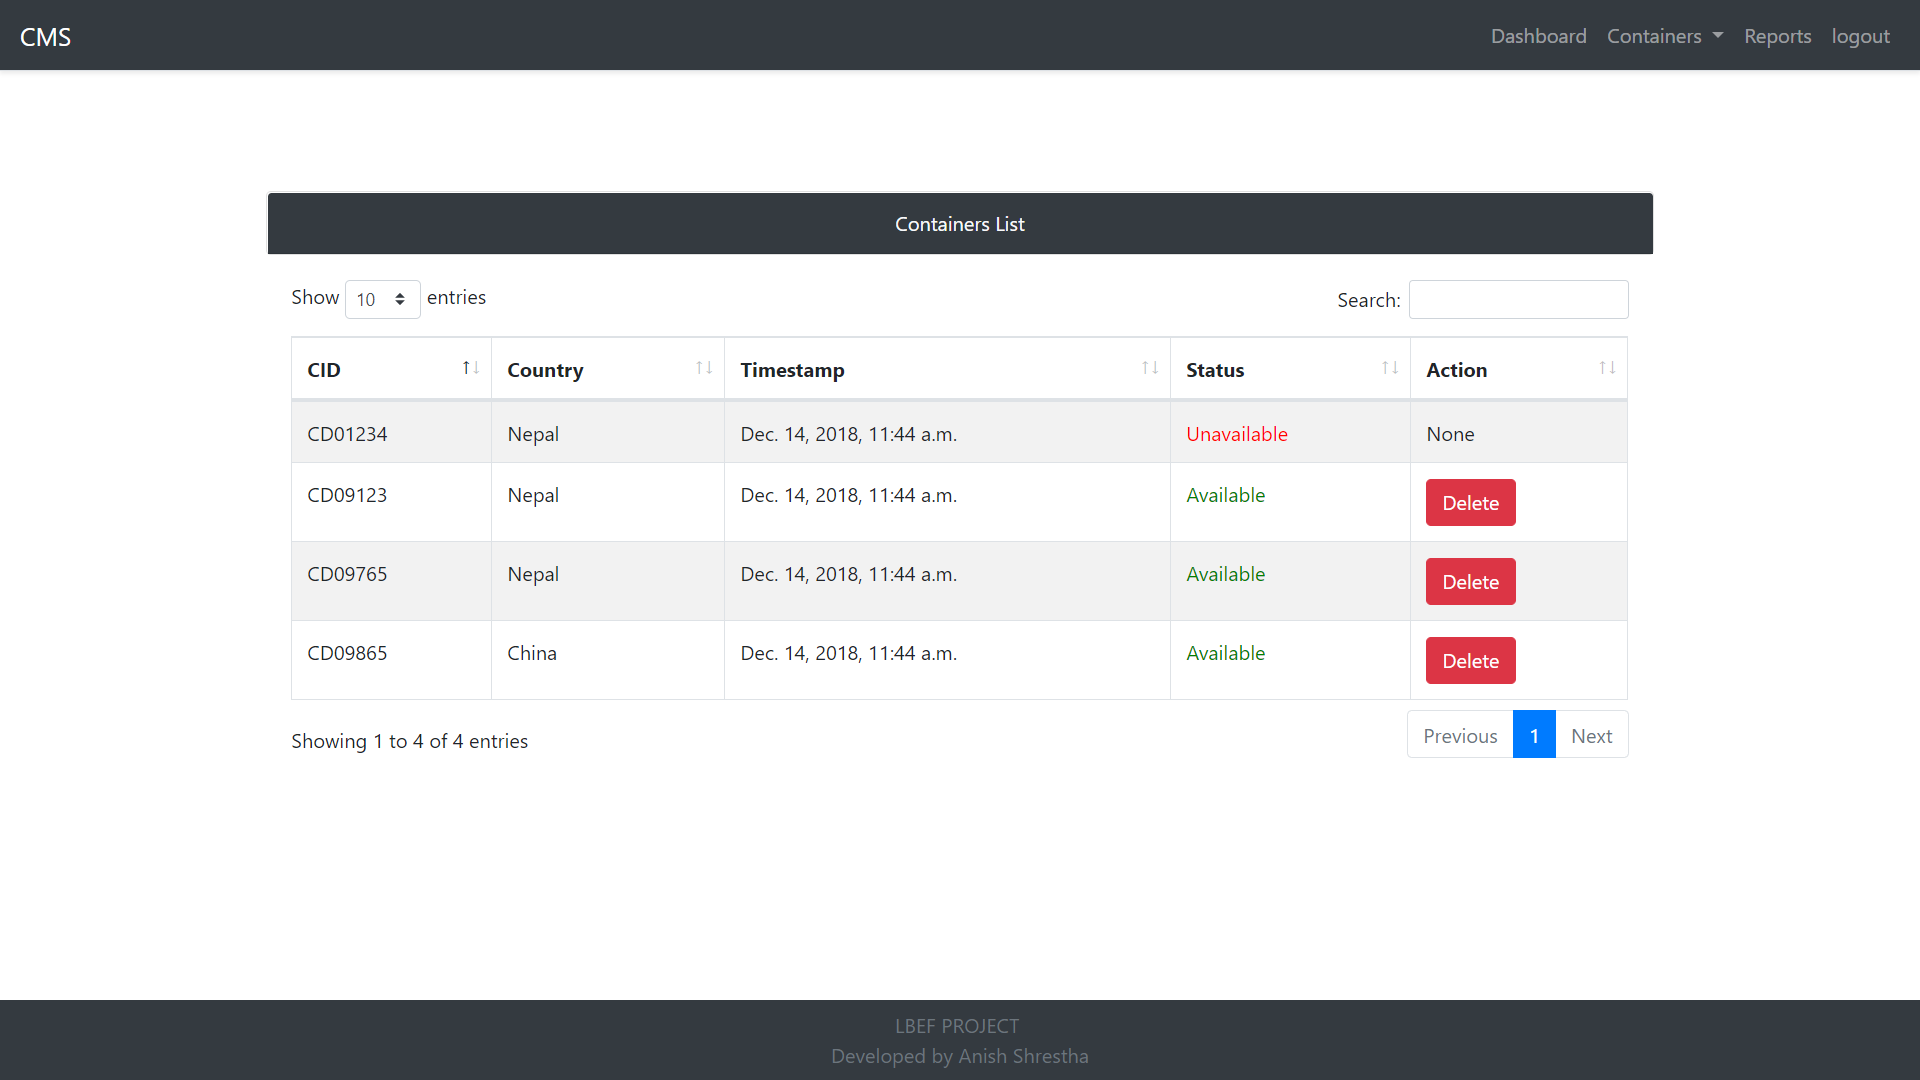 CMS Dashboard Containers Reports logout
Containers List
Show 10 entries Search:
CID Country Timestamp Status Action
CD01234 Nepal Dec. 14, 2018, 11:44 a.m. Unavailable None
CD09123 Nepal Dec. 14, 2018, 11:44 a.m. Available Delete
CD09765 Nepal Dec. 14, 2018, 11:44 a.m. Available Delete
CD09865 China Dec. 14, 2018, 11:44 a.m. Available Delete
Showing 1 to 4 of 4 entries Previous 1 Next
LBEF PROJECT
Developed by Anish Shrestha